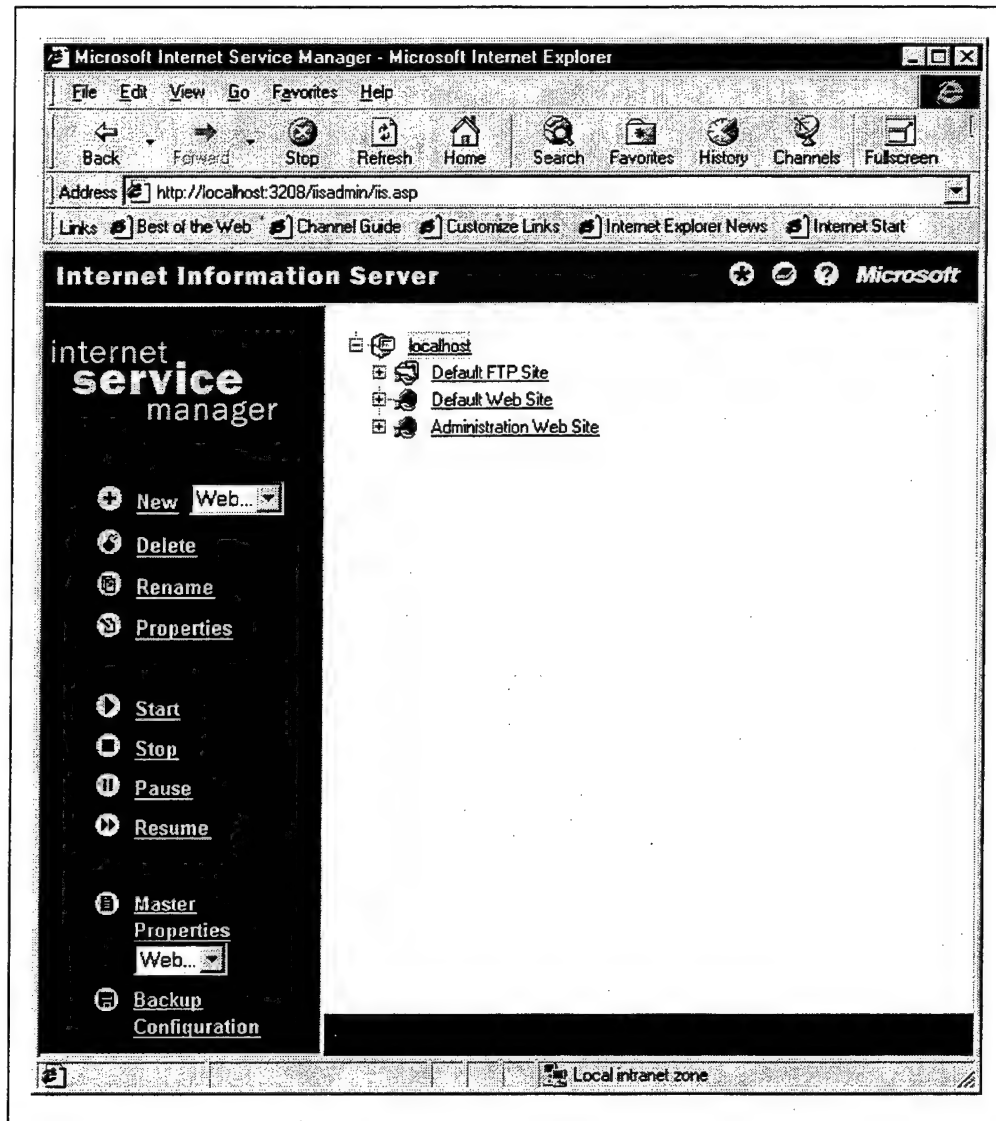 Microsoft Internet Service Manager - Microsoft Internet Explorer
File Edit View Go Favorites Help
Back Forward Stop Refresh Home Search Favorites History Channels Fullscreen
Address http://localhost:3208/iisadmin/iis.asp
Links Best of the Web Channel Guide Customize Links Internet Explorer News Internet Start
Internet Information Server Microsoft
internet
service
manager
localhost
Default FTP Site
Default Web Site
Administration Web Site
New Web...
Delete
Rename
Properties
Start
Stop
Pause
Resume
Master
Properties
Web...
Backup
Configuration
Local intranet zone